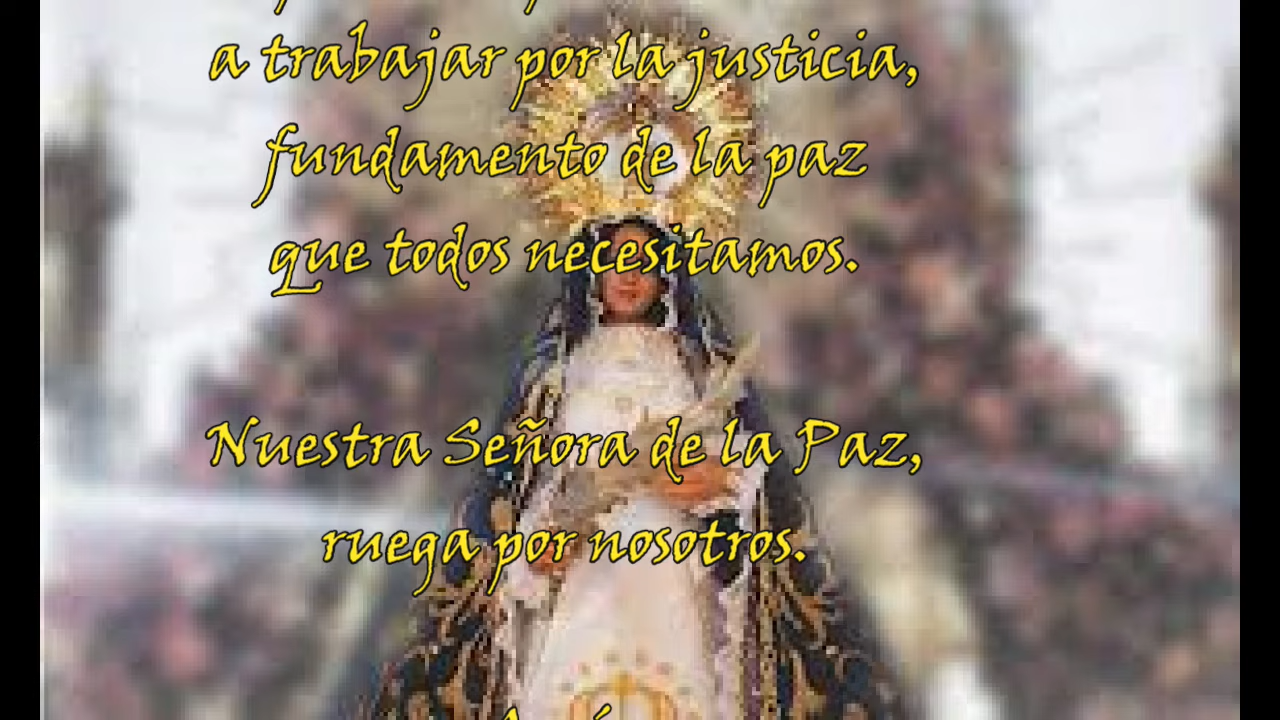 a trabajar por la justicia,
fundamento de la paz
que todos necesitamos.
Nuestra Señora de la Paz,
ruega por nosotros.